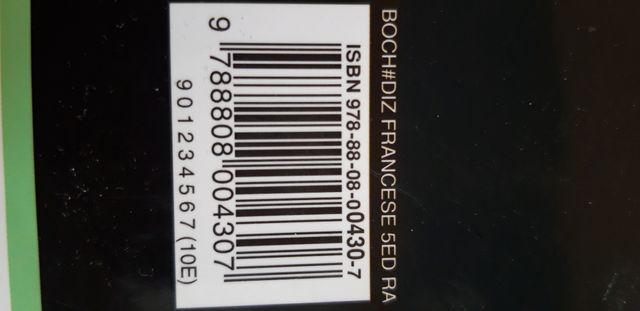 BOCH#DIZ FRANCESE 5ED RA
ISBN 978-88-08-00430-7
9 788808 004307
9 0 1 2 3 4 5 6 7 (10E)